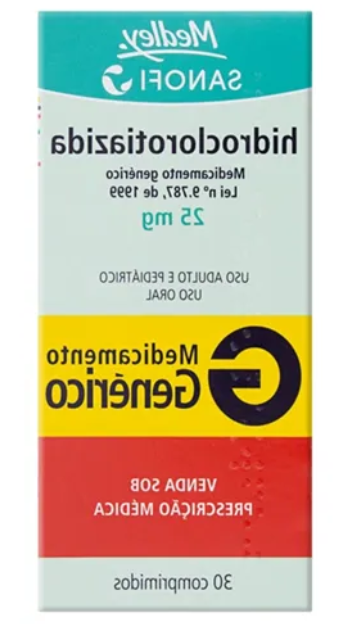 Medley.
SANOFI
hidroclorotiazida
Medicamento genérico
Lei nº 9.787, de 1999
25 mg
USO ADULTO E PEDIÁTRICO
USO ORAL
G
Medicamento
Genérico
VENDA SOB
PRESCRIÇÃO MÉDICA
30 comprimidos